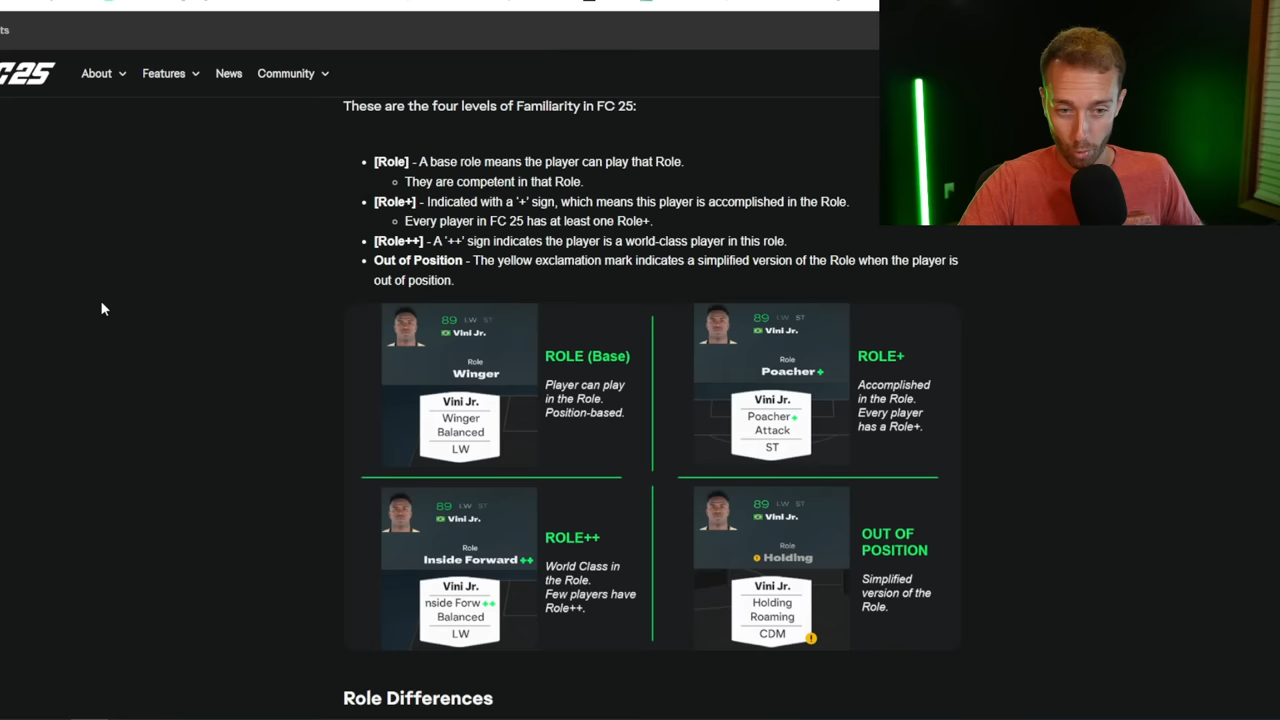 ts
C25
About
Features
News
Community
These are the four levels of Familiarity in FC 25:
• [Role] - A base role means the player can play that Role.
They are competent in that Role.
• [Role+] - Indicated with a '+' sign, which means this player is accomplished in the Role.
Every player in FC 25 has at least one Role+.
• [Role++] - A '++' sign indicates the player is a world-class player in this role.
• Out of Position - The yellow exclamation mark indicates a simplified version of the Role when the player is
out of position.
89 LW ST
Vini Jr.
Role
Winger
Vini Jr.
Winger
Balanced
LW
ROLE (Base)
Player can play
in the Role.
Position-based.
89 LW ST
Vini Jr.
Role
Poacher+
Vini Jr.
Poacher+
Attack
ST
ROLE+
Accomplished
in the Role.
Every player
has a Role+.
89 LW ST
Vini Jr.
Role
Inside Forward ++
Vini Jr.
nside Forw ++
Balanced
LW
ROLE++
World Class in
the Role.
Few players have
Role++.
89 LW ST
Vini Jr.
Role
! Holding
Vini Jr.
Holding
Roaming
CDM
!
OUT OF
POSITION
Simplified
version of the
Role.
Role Differences